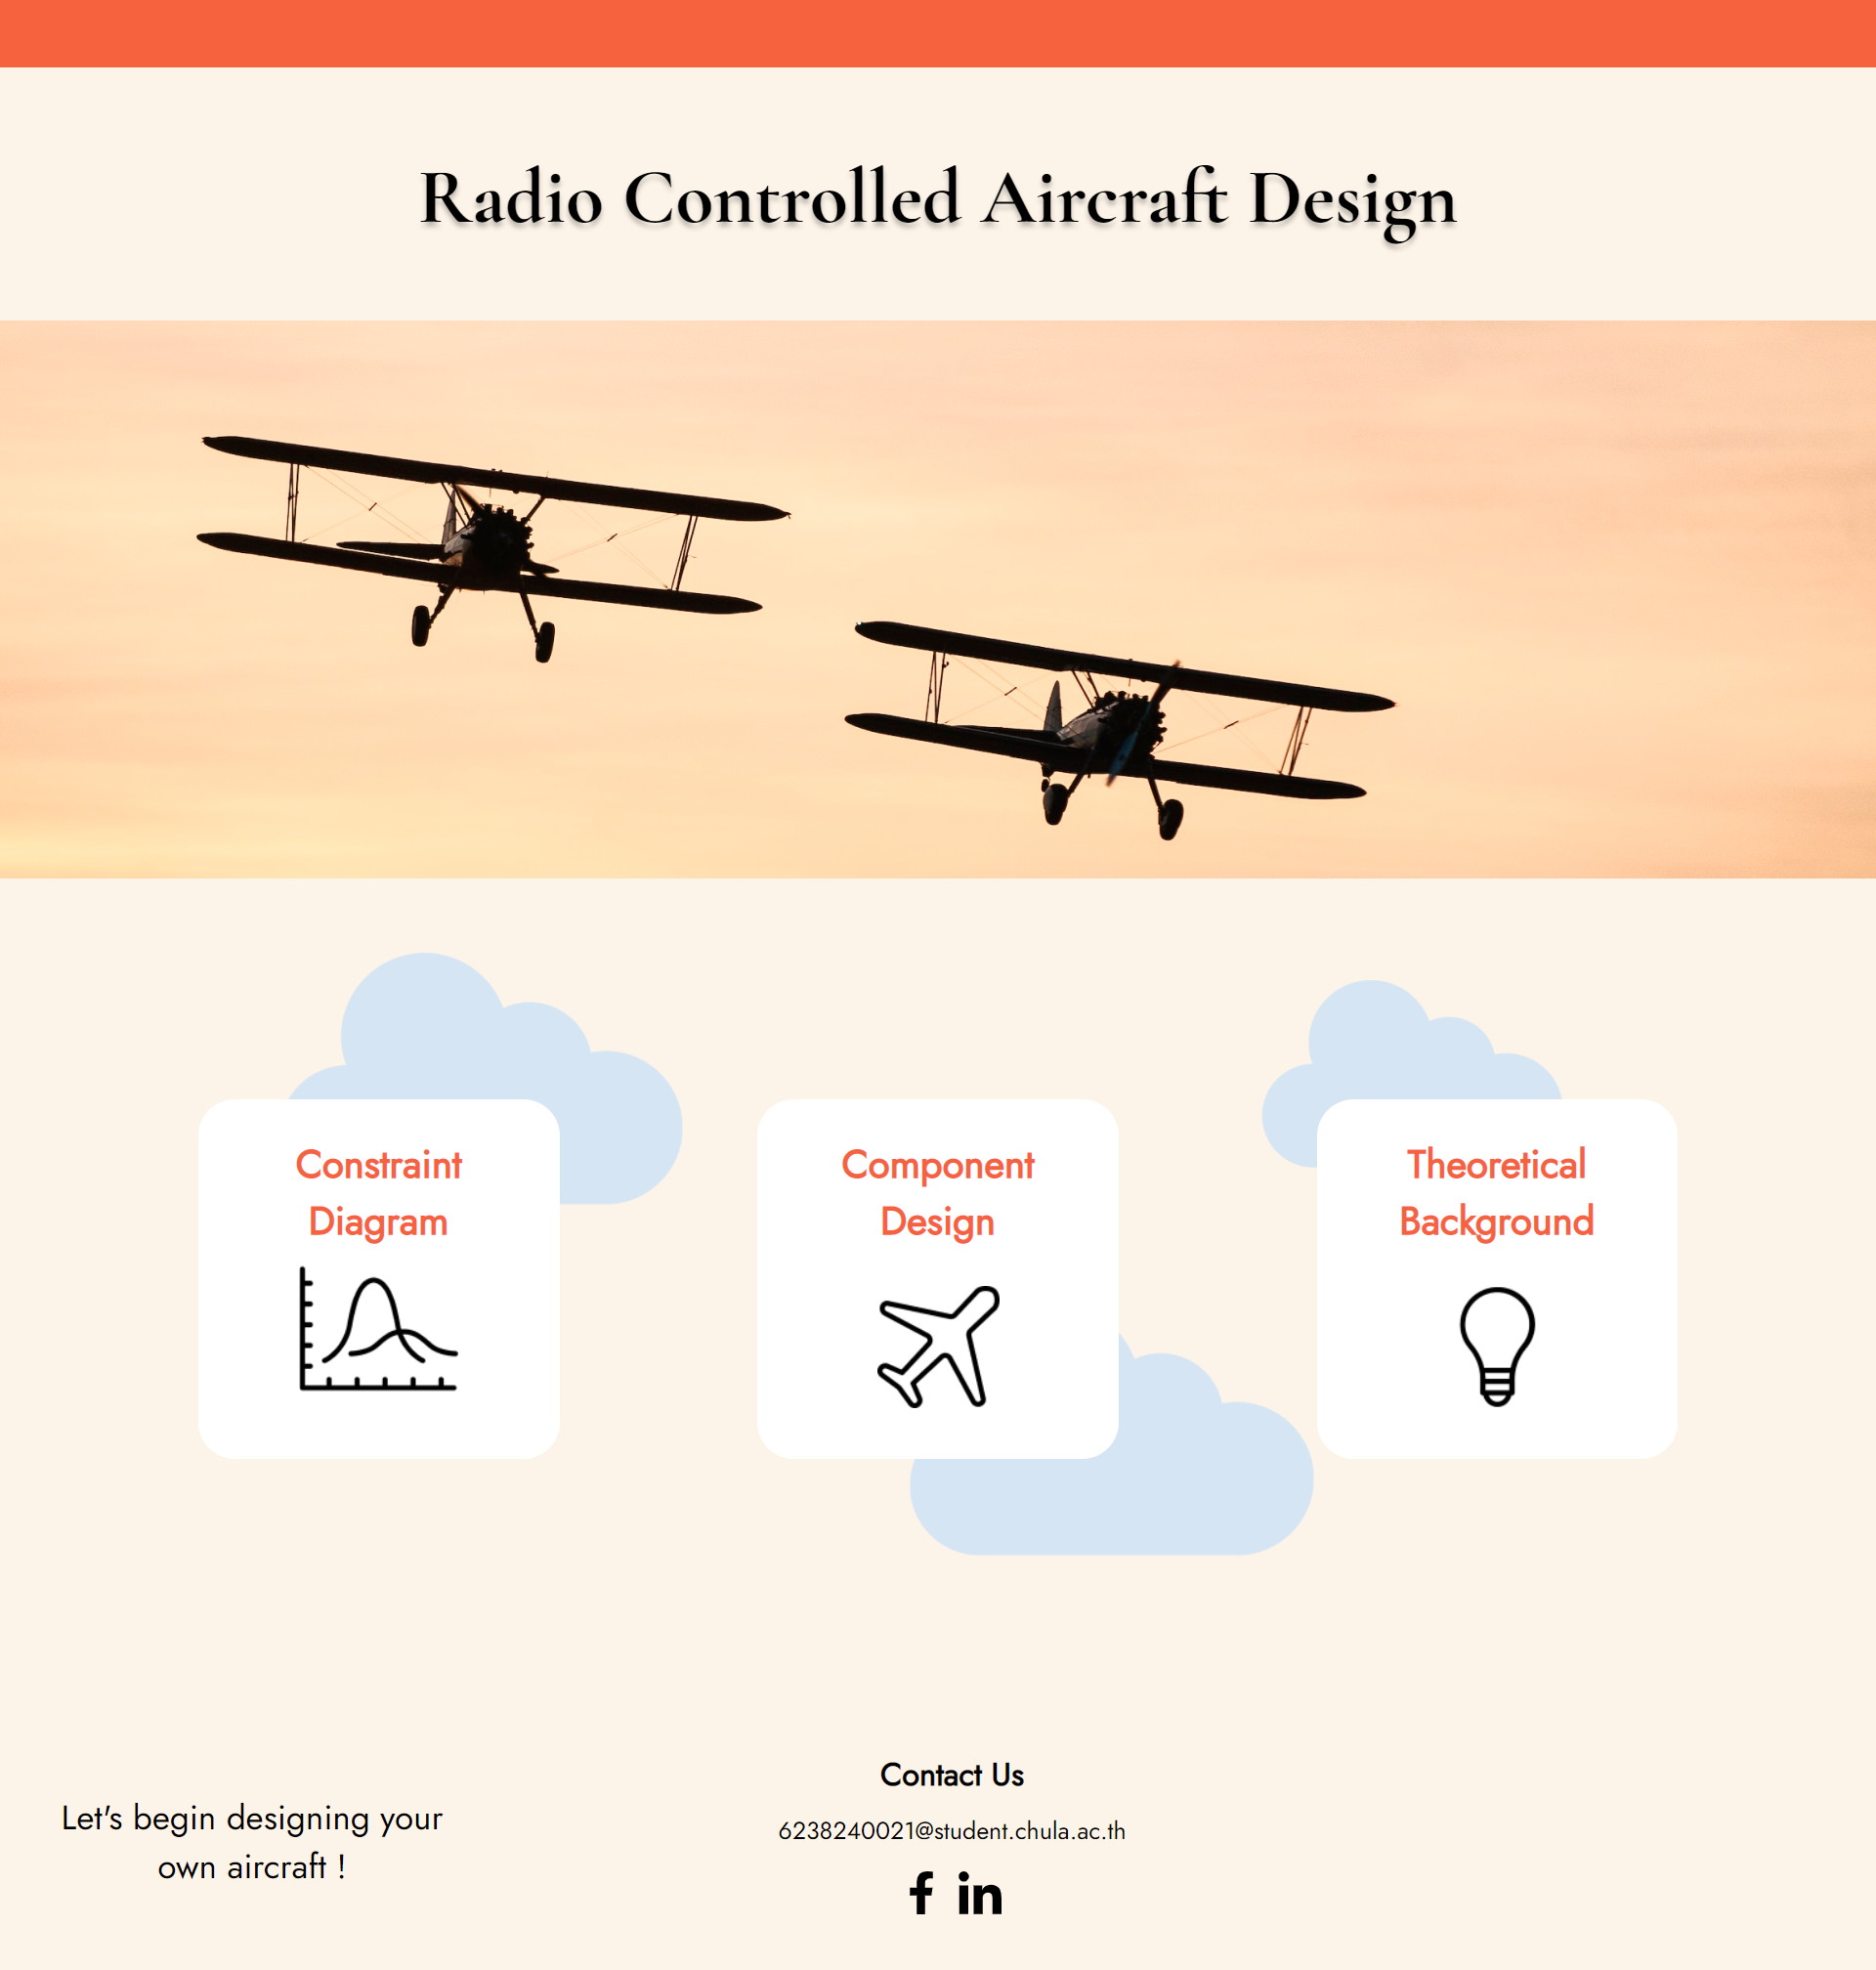 Radio Controlled Aircraft Design
Constraint
Diagram
Component
Design
Theoretical
Background
Let's begin designing your
own aircraft !
Contact Us
6238240021@student.chula.ac.th
f in